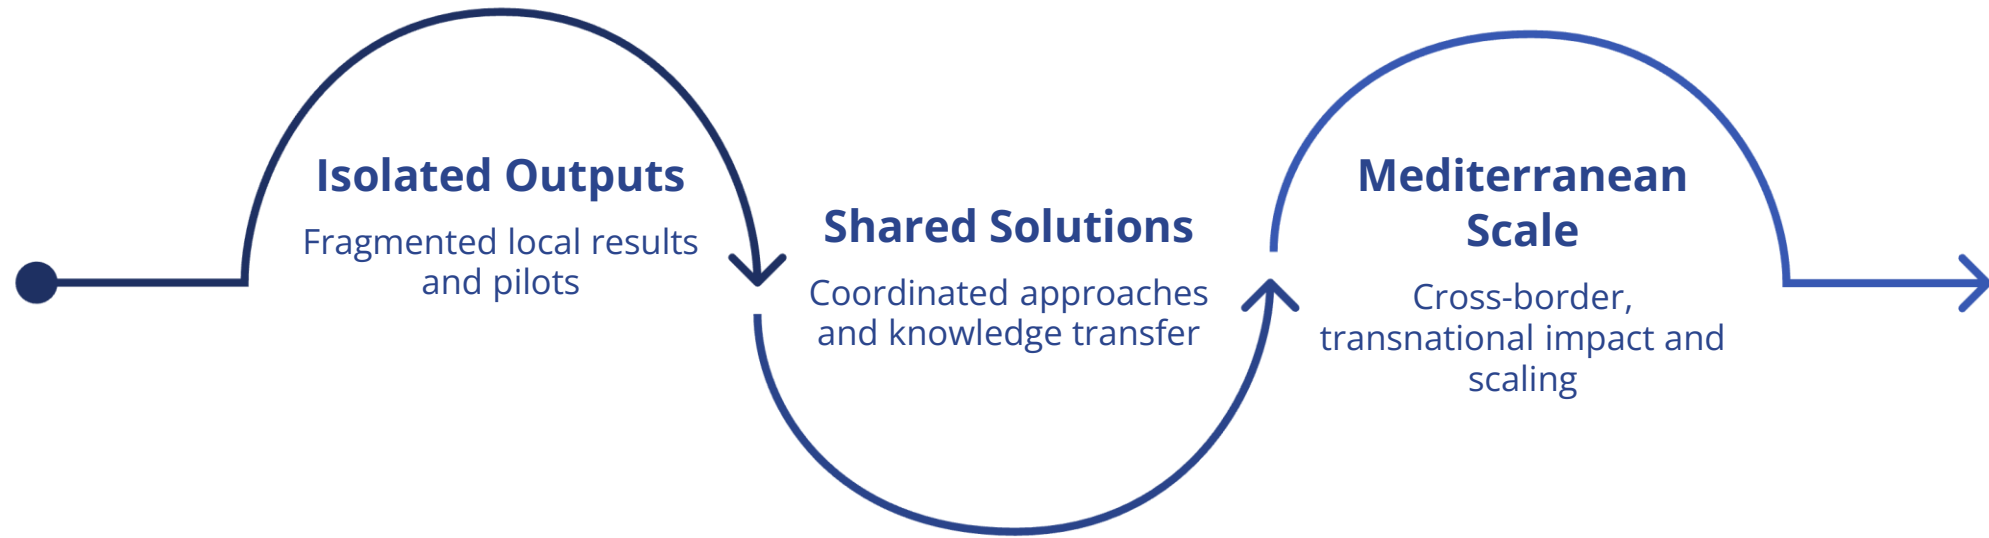 Isolated Outputs
Fragmented local results
and pilots
Shared Solutions
Coordinated approaches
and knowledge transfer
Mediterranean
Scale
Cross-border,
transnational impact and
scaling